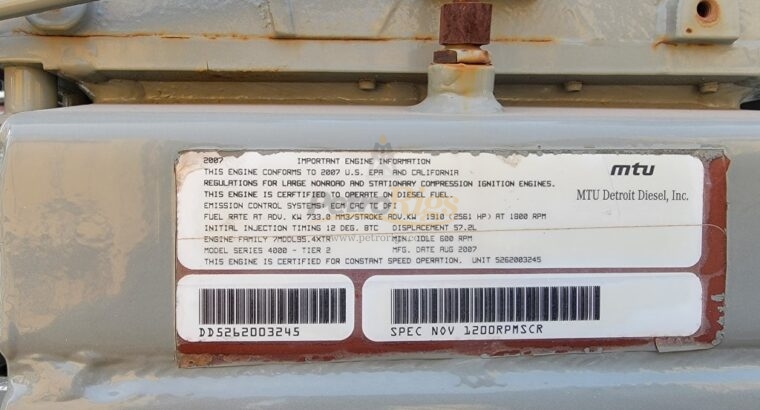 2007 IMPORTANT ENGINE INFORMATION
THIS ENGINE CONFORMS TO 2007 U.S. EPA AND CALIFORNIA
REGULATIONS FOR LARGE NONROAD AND STATIONARY COMPRESSION IGNITION ENGINES.
THIS ENGINE IS CERTIFIED TO OPERATE ON DIESEL FUEL.
EMISSION CONTROL SYSTEMS ECM CAC TC DFI
FUEL RATE AT ADV. KW 733.0 MM3/STROKE ADV.KW 1910 (2561 HP) AT 1800 RPM
INITIAL INJECTION TIMING 12 DEG. BTC DISPLACEMENT 57.2L
ENGINE FAMILY 7MDDL95.4XTR MIN. IDLE 600 RPM
MODEL SERIES 4000 - TIER 2 MFG. DATE AUG 2007
THIS ENGINE IS CERTIFIED FOR CONSTANT SPEED OPERATION. UNIT 5262003245
mtu
MTU Detroit Diesel, Inc.
www.petrorigs.com
DD5262003245
SPEC NOV 1200RPMSCR